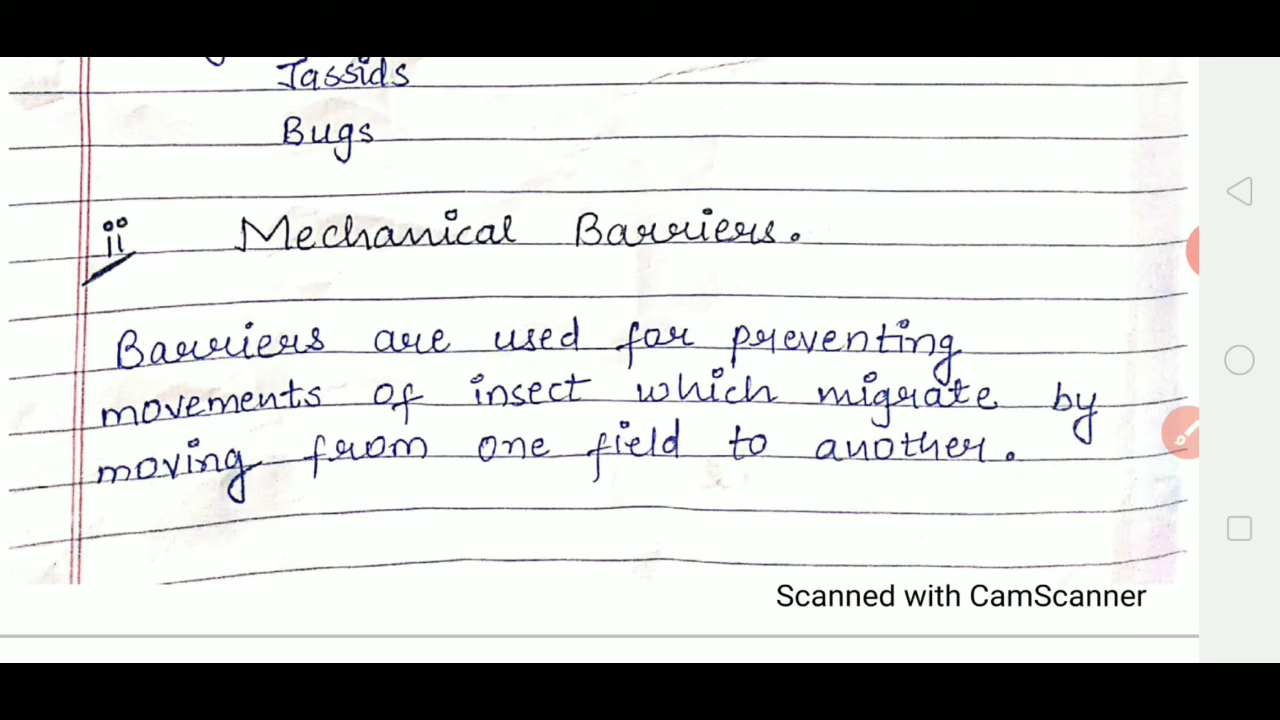 Jassids
Bugs
ii Mechanical Barriers.
Barriers are used for preventing
movements of insect which migrate by
moving from one field to another.
Scanned with CamScanner